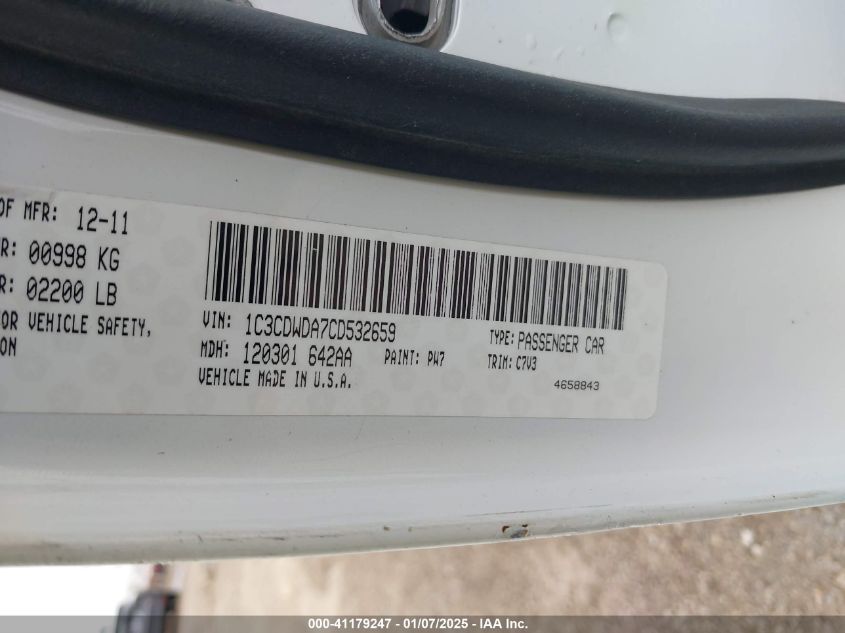 OF MFR: 12-11
R: 00998 KG
R: 02200 LB
OR VEHICLE SAFETY,
ON
VIN: 1C3CDWDA7CD532659 TYPE: PASSENGER CAR
MDH: 120301 642AA PAINT: PW7 TRIM: C7V3
VEHICLE MADE IN U.S.A. 4658843
000-41179247 - 01/07/2025 - IAA Inc.